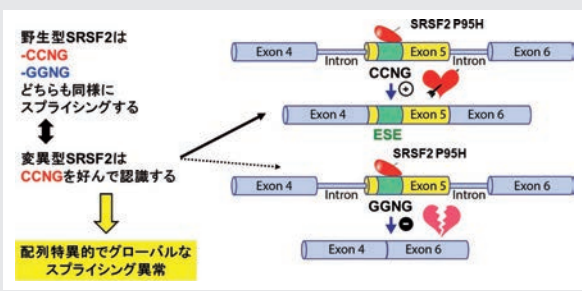 野生型SRSF2は
-CCNG
-GGNG
どちらも同様に
スプライシングする
変異型SRSF2は
CCNGを好んで認識する
配列特異的でグローバルな
スプライシング異常
SRSF2 P95H
Exon 4
Intron
Exon 5
Intron
Exon 6
CCNG
+
Exon 4
Exon 5
Exon 6
ESE
SRSF2 P95H
Exon 4
Intron
Exon 5
Intron
Exon 6
GGNG
-
Exon 4
Exon 6